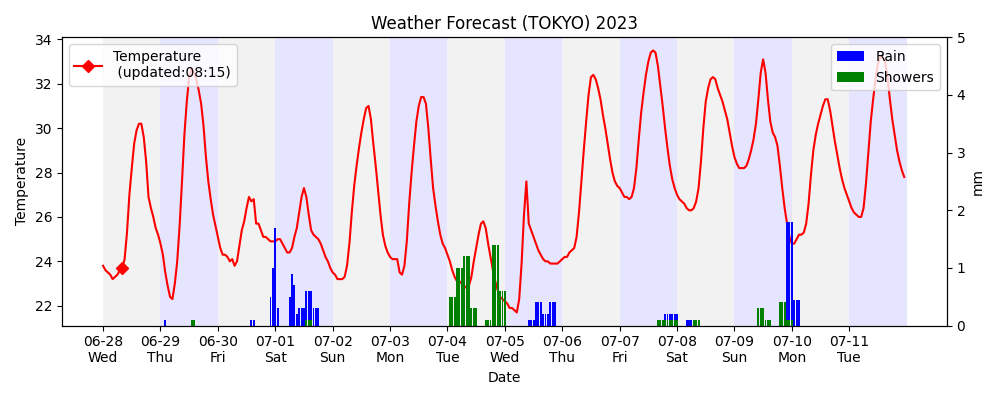 Weather Forecast (TOKYO) 2023
Temperature
(updated:08:15)
Rain
Showers
34
32
30
28
26
24
22
Temperature
5
4
3
2
1
0
mm
06-28 06-29 06-30 07-01 07-02 07-03 07-04 07-05 07-06 07-07 07-08 07-09 07-10 07-11
Wed Thu Fri Sat Sun Mon Tue Wed Thu Fri Sat Sun Mon Tue
Date